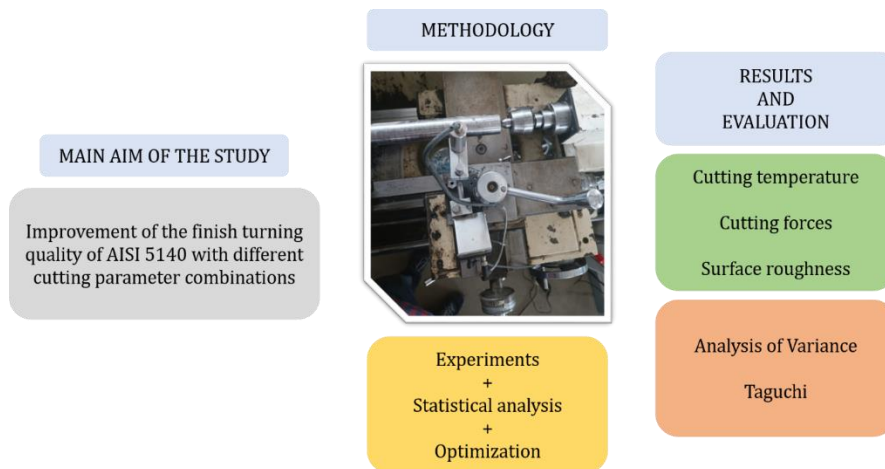 MAIN AIM OF THE STUDY
Improvement of the finish turning
quality of AISI 5140 with different
cutting parameter combinations
METHODOLOGY
Experiments
+
Statistical analysis
+
Optimization
RESULTS
AND
EVALUATION
Cutting temperature
Cutting forces
Surface roughness
Analysis of Variance
Taguchi